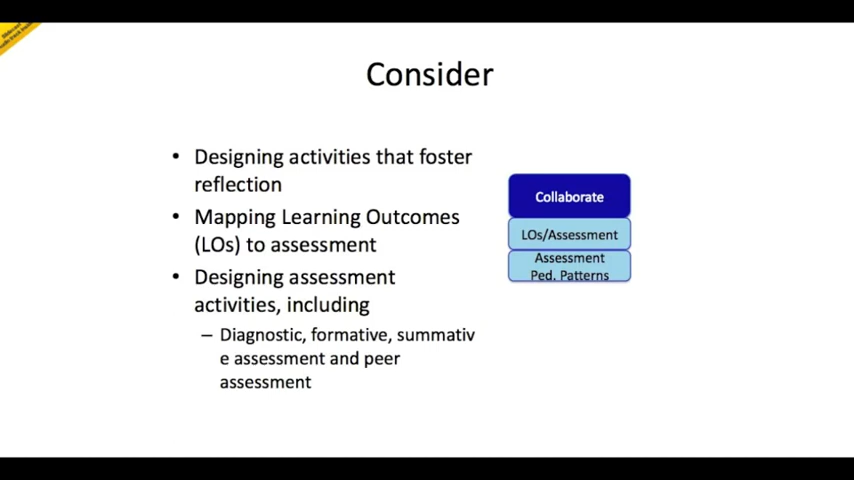 Consider
• Designing activities that foster
reflection
• Mapping Learning Outcomes
(LOs) to assessment
• Designing assessment
activities, including
– Diagnostic, formative, summativ
e assessment and peer
assessment
Collaborate
LOs/Assessment
Assessment
Ped. Patterns